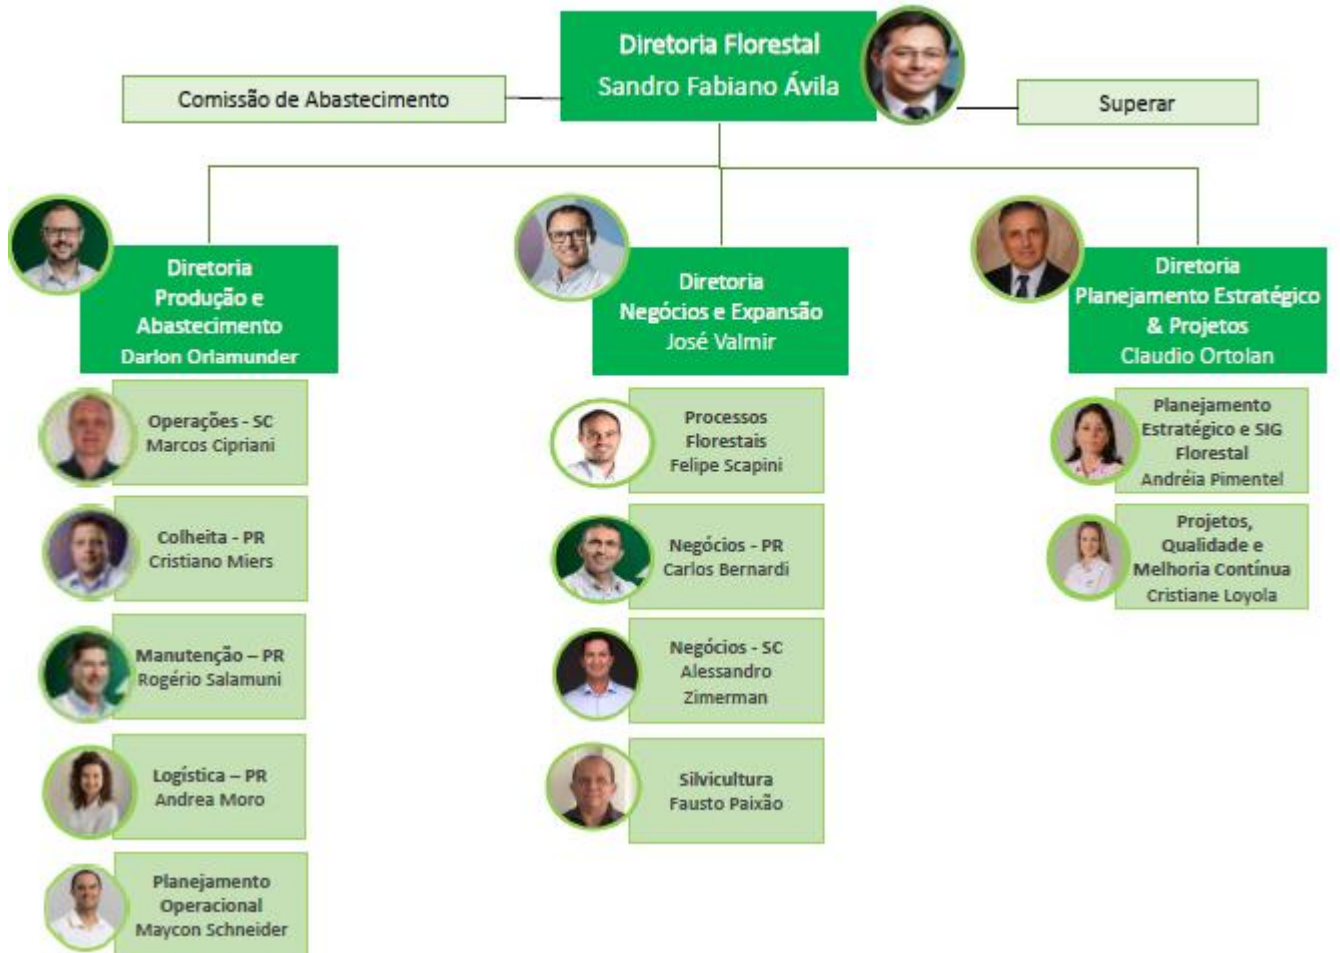 Diretoria Florestal
Sandro Fabiano Ávila
Comissão de Abastecimento
Superar
Diretoria
Produção e
Abastecimento
Darlon Orlamunder
Operações - SC
Marcos Cipriani
Colheita - PR
Cristiano Miers
Manutenção – PR
Rogério Salamuni
Logística – PR
Andrea Moro
Planejamento
Operacional
Maycon Schneider
Diretoria
Negócios e Expansão
José Valmir
Processos
Florestais
Felipe Scapini
Negócios - PR
Carlos Bernardi
Negócios - SC
Alessandro
Zimerman
Silvicultura
Fausto Paixão
Diretoria
Planejamento Estratégico
& Projetos
Claudio Ortolan
Planejamento
Estratégico e SIG
Florestal
Andréia Pimentel
Projetos,
Qualidade e
Melhoria Contínua
Cristiane Loyola